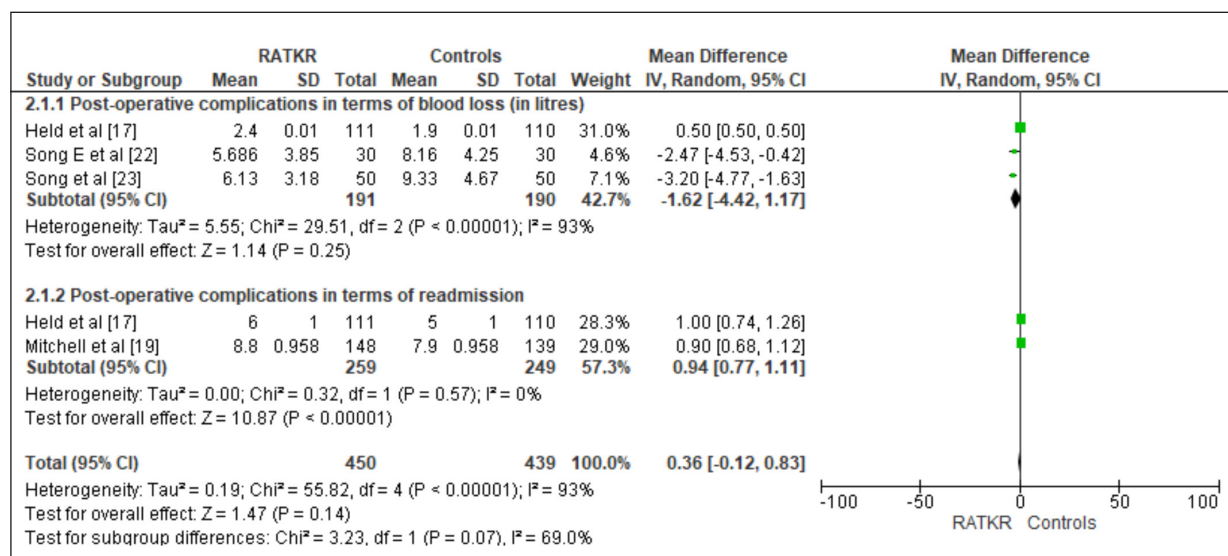 RATKR Controls Mean Difference Mean Difference
Study or Subgroup Mean SD Total Mean SD Total Weight IV, Random, 95% CI IV, Random, 95% CI
2.1.1 Post-operative complications in terms of blood loss (in litres)
Held et al [17] 2.4 0.01 111 1.9 0.01 110 31.0% 0.50 [0.50, 0.50]
Song E et al [22] 5.686 3.85 30 8.16 4.25 30 4.6% -2.47 [-4.53, -0.42]
Song et al [23] 6.13 3.18 50 9.33 4.67 50 7.1% -3.20 [-4.77, -1.63]
Subtotal (95% CI) 191 190 42.7% -1.62 [-4.42, 1.17]
Heterogeneity: Tau² = 5.55; Chi² = 29.51, df = 2 (P < 0.00001); I² = 93%
Test for overall effect: Z = 1.14 (P = 0.25)
2.1.2 Post-operative complications in terms of readmission
Held et al [17] 6 1 111 5 1 110 28.3% 1.00 [0.74, 1.26]
Mitchell et al [19] 8.8 0.958 148 7.9 0.958 139 29.0% 0.90 [0.68, 1.12]
Subtotal (95% CI) 259 249 57.3% 0.94 [0.77, 1.11]
Heterogeneity: Tau² = 0.00; Chi² = 0.32, df = 1 (P = 0.57); I² = 0%
Test for overall effect: Z = 10.87 (P < 0.00001)
Total (95% CI) 450 439 100.0% 0.36 [-0.12, 0.83]
Heterogeneity: Tau² = 0.19; Chi² = 55.82, df = 4 (P < 0.00001); I² = 93%
Test for overall effect: Z = 1.47 (P = 0.14)
Test for subgroup differences: Chi² = 3.23, df = 1 (P = 0.07), I² = 69.0%
-100 -50 0 50 100
RATKR Controls